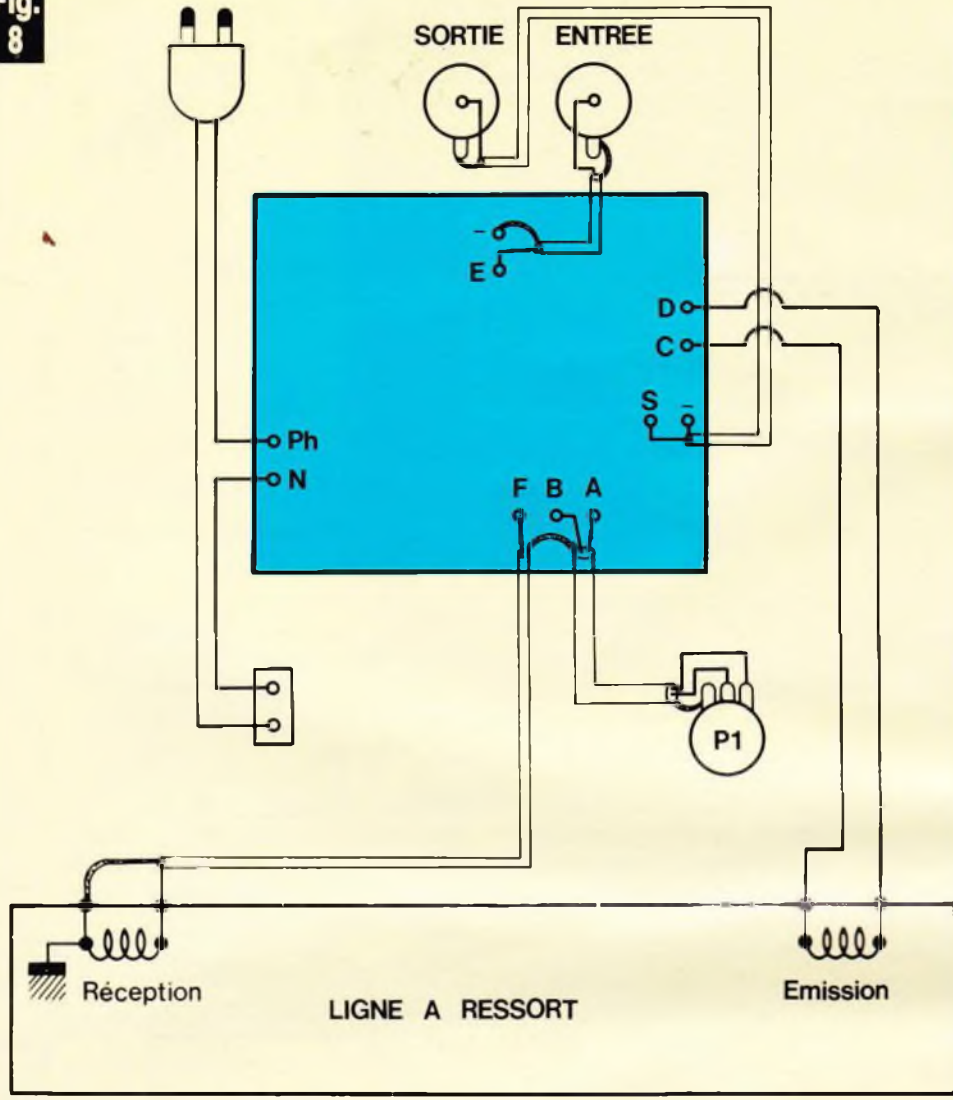 Fig.
8
SORTIE ENTREE
–
E
D
C
S –
Ph
N
F B A
P1
Réception
Emission
LIGNE A RESSORT